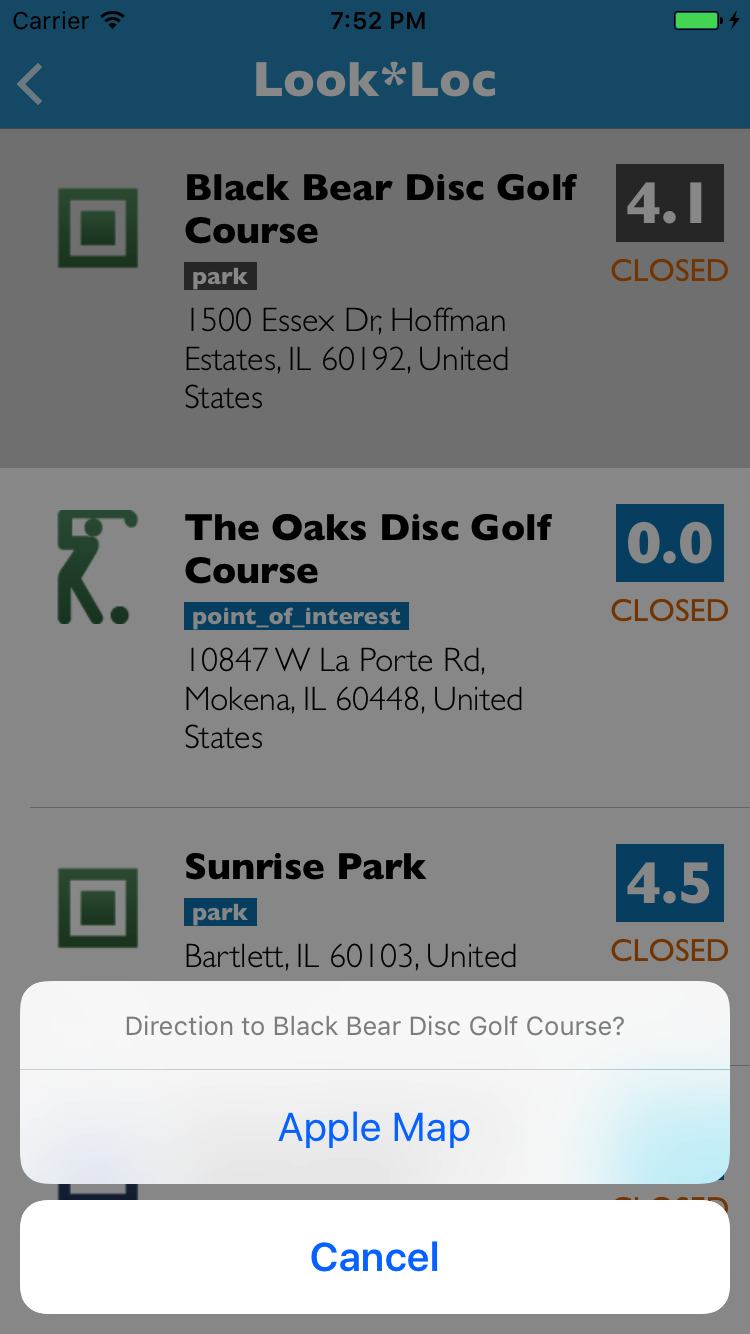 Carrier 7:52 PM
Look*Loc
Black Bear Disc Golf
Course
4.1
park
CLOSED
1500 Essex Dr, Hoffman
Estates, IL 60192, United
States
The Oaks Disc Golf
Course
0.0
point_of_interest
CLOSED
10847 W La Porte Rd,
Mokena, IL 60448, United
States
Sunrise Park
4.5
park
CLOSED
Bartlett, IL 60103, United
Direction to Black Bear Disc Golf Course?
Apple Map
CLOSED
Cancel